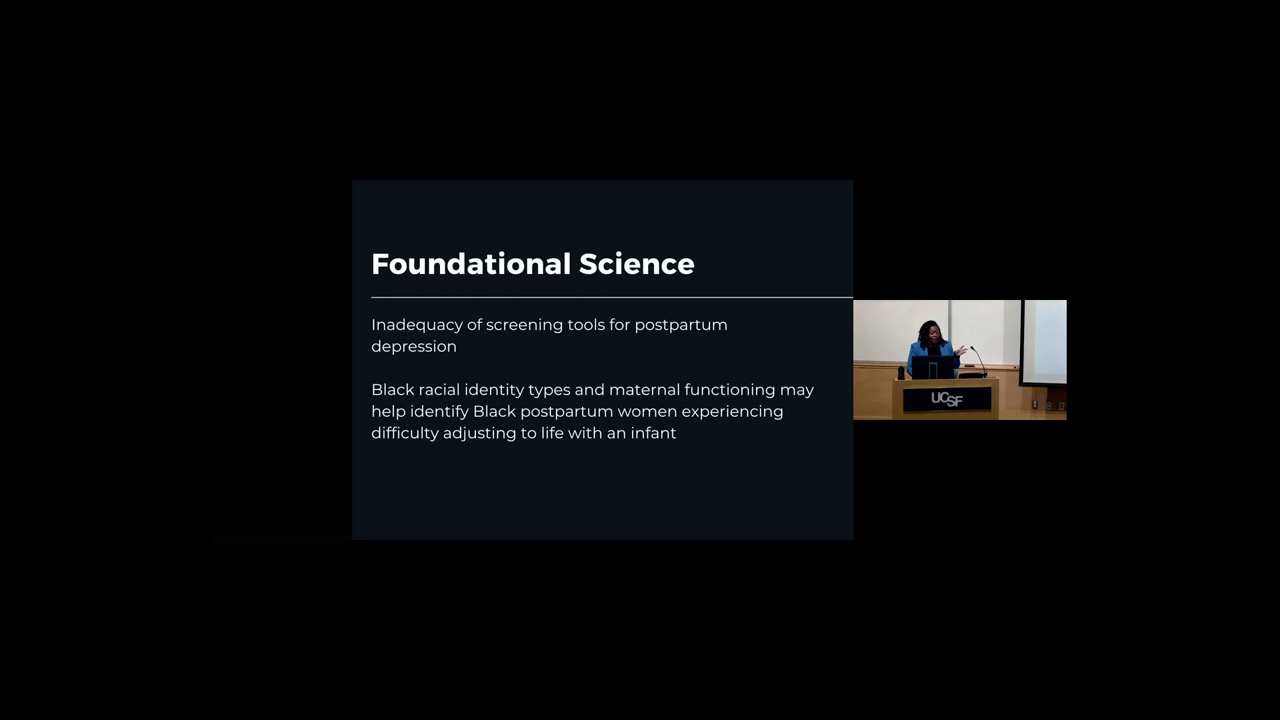 Foundational Science
Inadequacy of screening tools for postpartum
depression
Black racial identity types and maternal functioning may
help identify Black postpartum women experiencing
difficulty adjusting to life with an infant
UCSF